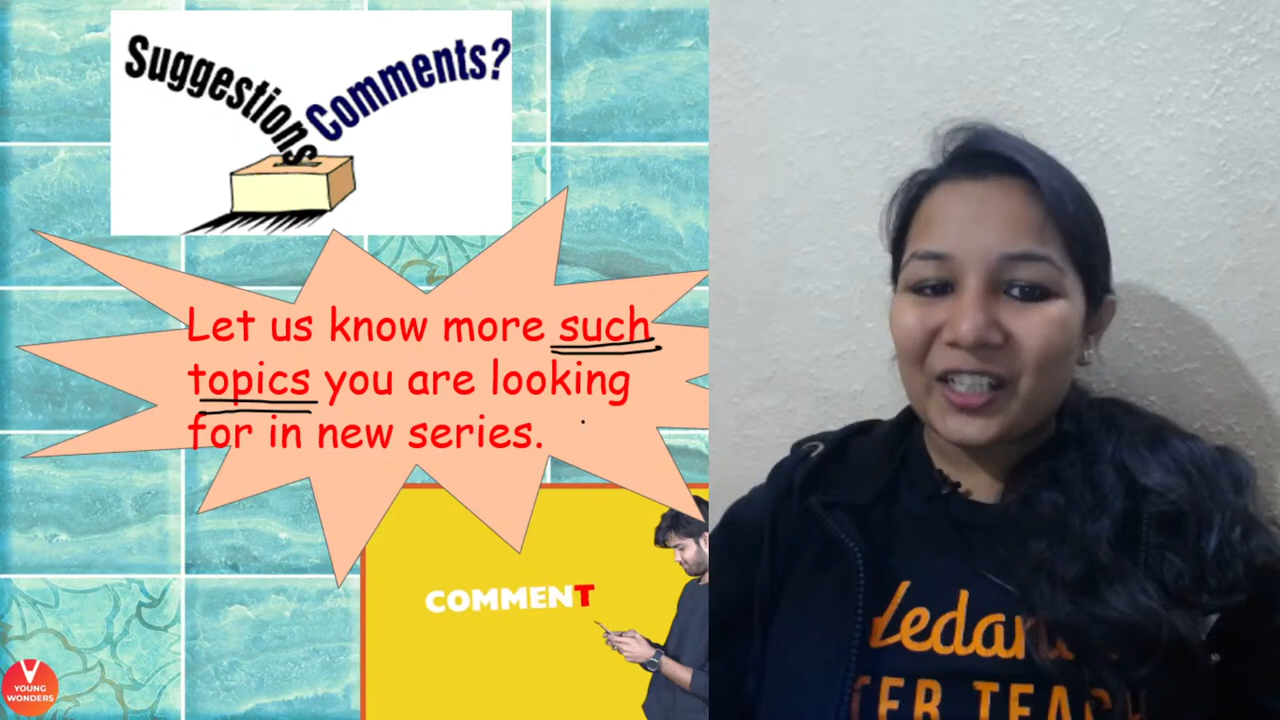 Suggestions Comments?
Let us know more such
topics you are looking
for in new series.
COMMENT
V
YOUNG
WONDERS